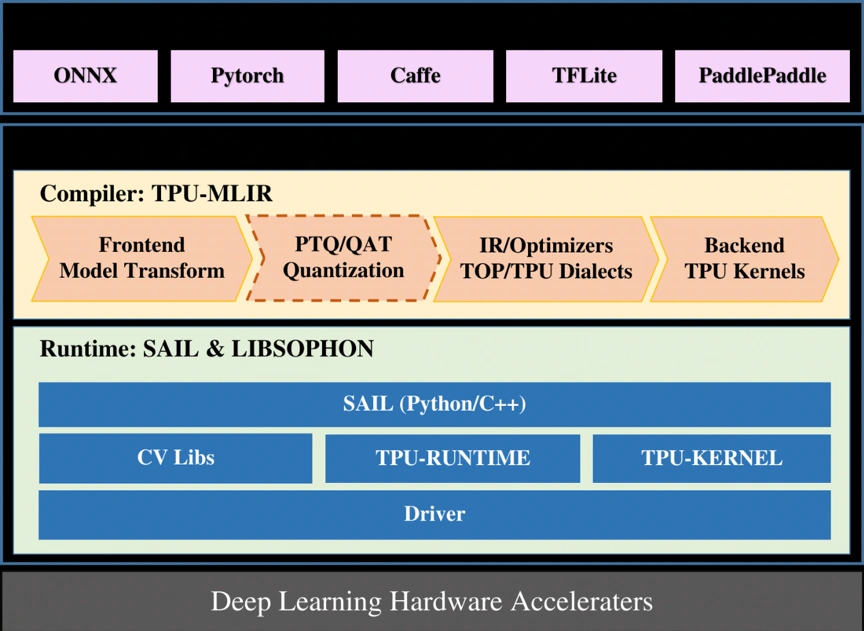 ONNX
Pytorch
Caffe
TFLite
PaddlePaddle
Compiler: TPU-MLIR
Frontend
Model Transform
PTQ/QAT
Quantization
IR/Optimizers
TOP/TPU Dialects
Backend
TPU Kernels
Runtime: SAIL & LIBSOPHON
SAIL (Python/C++)
CV Libs
TPU-RUNTIME
TPU-KERNEL
Driver
Deep Learning Hardware Acceleraters